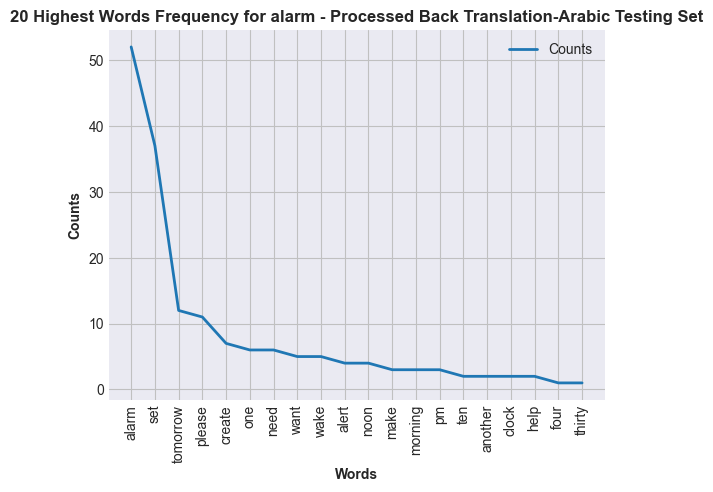 20 Highest Words Frequency for alarm - Processed Back Translation-Arabic Testing Set
Counts
Counts
50
40
30
20
10
0
alarm
set
tomorrow
please
create
one
need
want
wake
alert
noon
make
morning
pm
ten
another
clock
help
four
thirty
Words